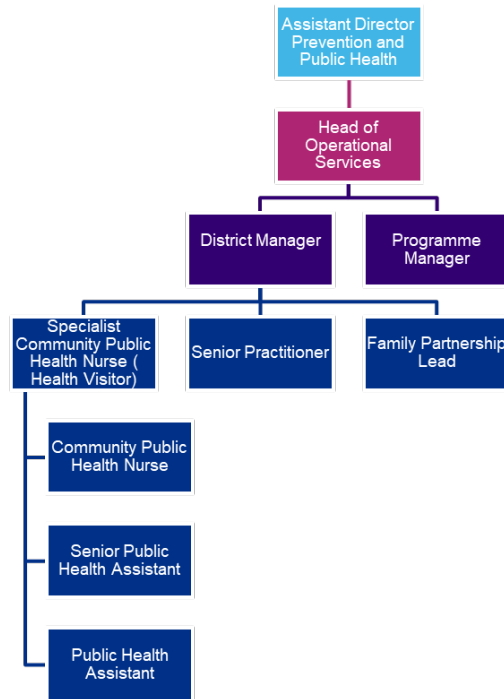 Assistant Director
Prevention and
Public Health
Head of
Operational
Services
District Manager
Programme
Manager
Specialist
Community Public
Health Nurse (
Health Visitor)
Senior Practitioner
Family Partnership
Lead
Community Public
Health Nurse
Senior Public
Health Assistant
Public Health
Assistant